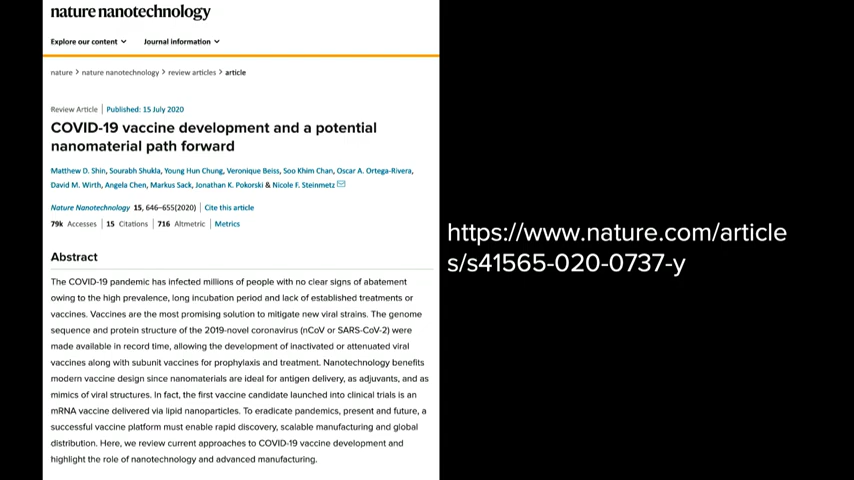 nature nanotechnology
Explore our content Journal information
nature > nature nanotechnology > review articles > article
Review Article | Published: 15 July 2020
COVID-19 vaccine development and a potential
nanomaterial path forward
Matthew D. Shin, Sourabh Shukla, Young Hun Chung, Veronique Beiss, Soo Khim Chan, Oscar A. Ortega-Rivera,
David M. Wirth, Angela Chen, Markus Sack, Jonathan K. Pokorski & Nicole F. Steinmetz
Nature Nanotechnology 15, 646–655(2020) | Cite this article
79k Accesses | 15 Citations | 716 Altmetric | Metrics
Abstract
The COVID-19 pandemic has infected millions of people with no clear signs of abatement
owing to the high prevalence, long incubation period and lack of established treatments or
vaccines. Vaccines are the most promising solution to mitigate new viral strains. The genome
sequence and protein structure of the 2019-novel coronavirus (nCoV or SARS-CoV-2) were
made available in record time, allowing the development of inactivated or attenuated viral
vaccines along with subunit vaccines for prophylaxis and treatment. Nanotechnology benefits
modern vaccine design since nanomaterials are ideal for antigen delivery, as adjuvants, and as
mimics of viral structures. In fact, the first vaccine candidate launched into clinical trials is an
mRNA vaccine delivered via lipid nanoparticles. To eradicate pandemics, present and future, a
successful vaccine platform must enable rapid discovery, scalable manufacturing and global
distribution. Here, we review current approaches to COVID-19 vaccine development and
highlight the role of nanotechnology and advanced manufacturing.
https://www.nature.com/article
s/s41565-020-0737-y